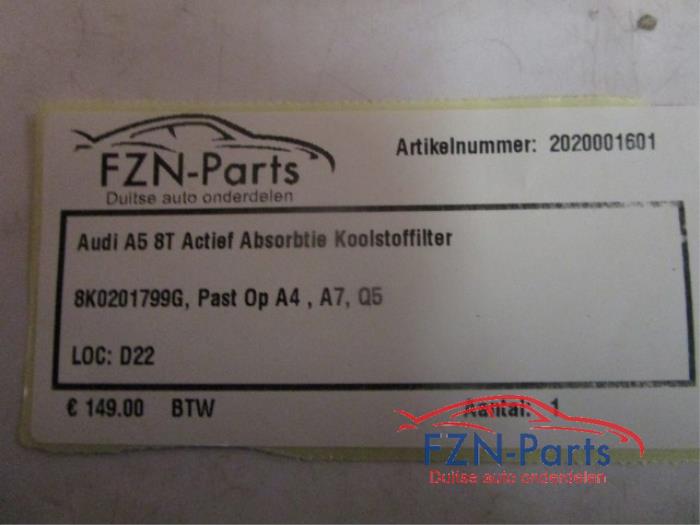 FZN-Parts
Duitse auto onderdelen
Artikelnummer: 2020001601
Audi A5 8T Actief Absorbtie Koolstoffilter
8K0201799G, Past Op A4 , A7, Q5
LOC: D22
€ 149.00 BTW
Aantal: 1
FZN-Parts
Duitse auto onderdelen